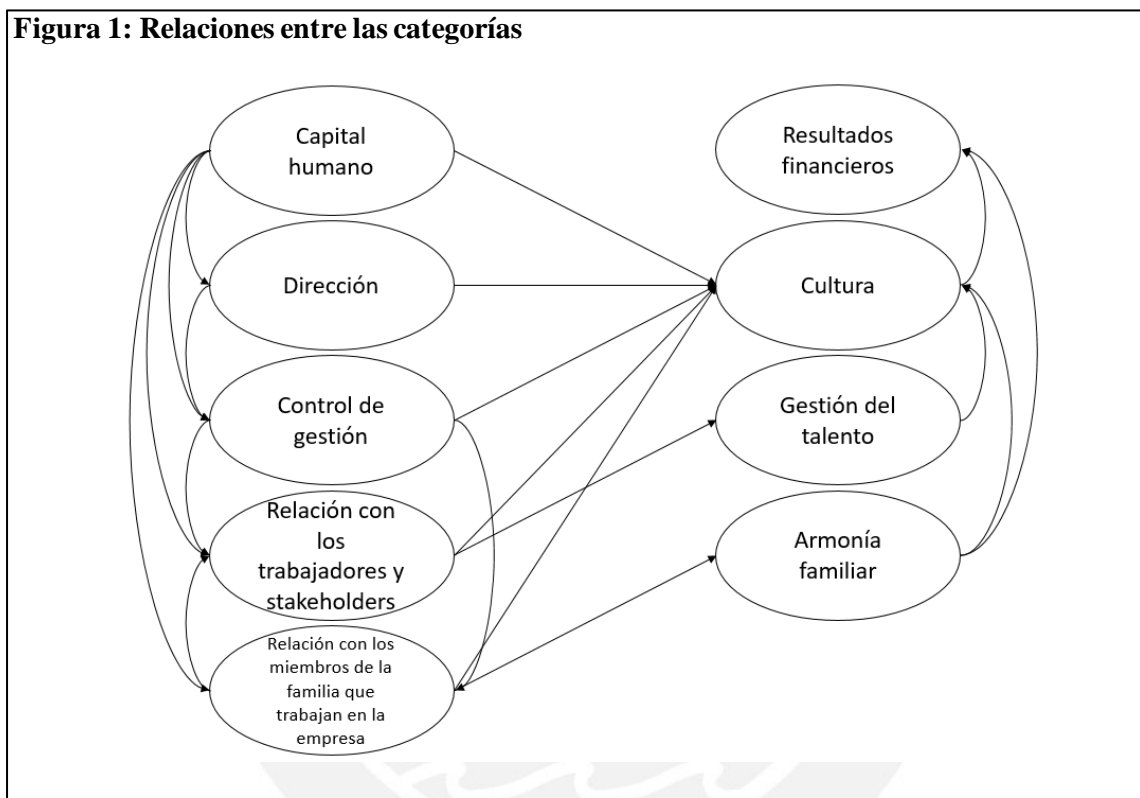 Figura 1: Relaciones entre las categorías
Capital
humano
Dirección
Control de
gestión
Relación con
los
trabajadores y
stakeholders
Relación con los
miembros de la
familia que
trabajan en la
empresa
Resultados
financieros
Cultura
Gestión del
talento
Armonía
familiar